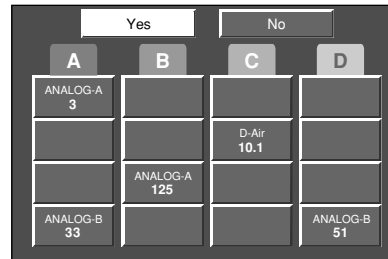 Yes No
A B C D
ANALOG-A
3
D-Air
10.1
ANALOG-A
125
ANALOG-B ANALOG-B
33 51